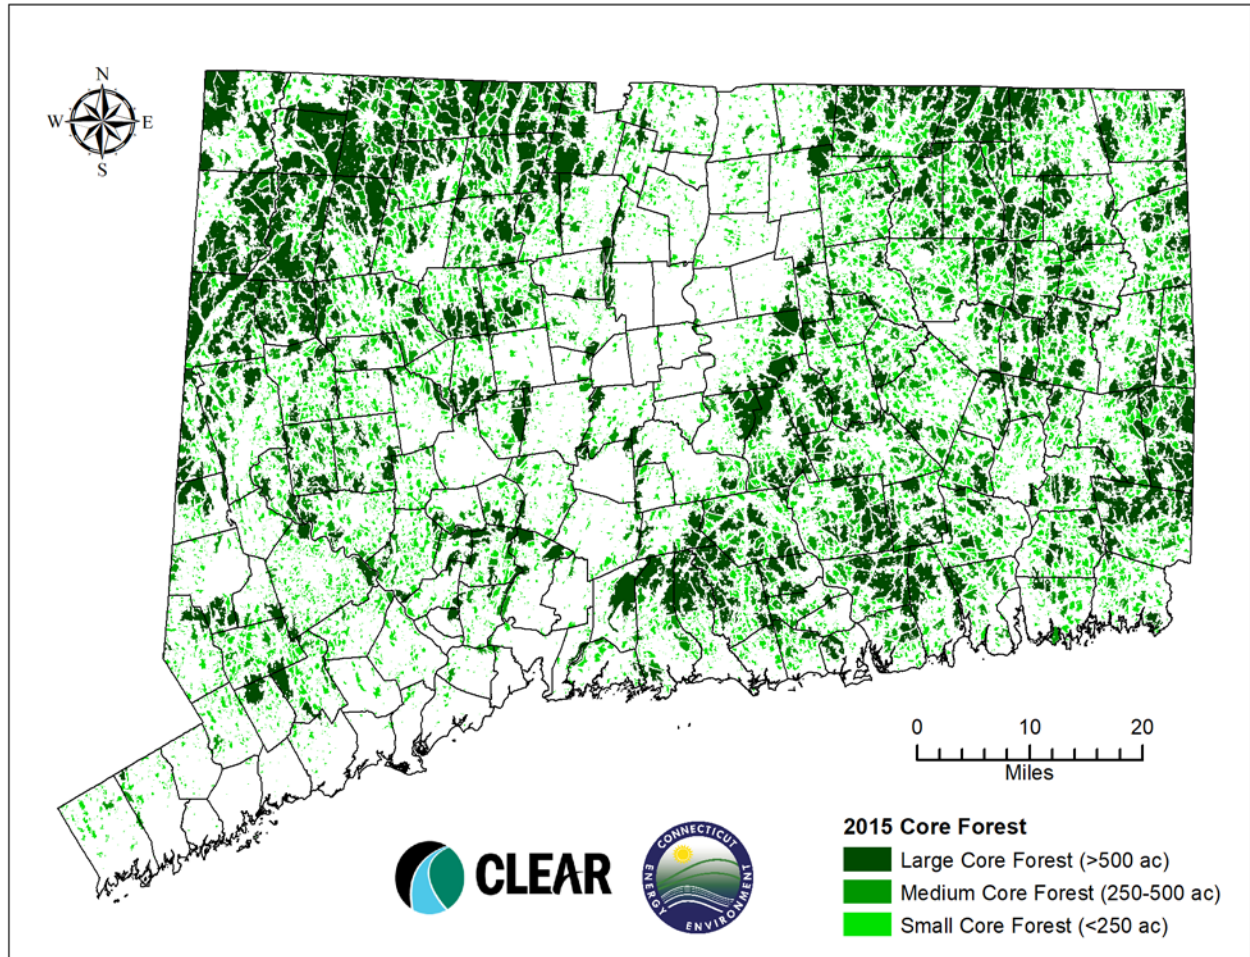 N
W E
S
0 10 20
Miles
2015 Core Forest
Large Core Forest (>500 ac)
Medium Core Forest (250-500 ac)
Small Core Forest (<250 ac)
CLEAR
CONNECTICUT
ENERGY ENVIRONMENT